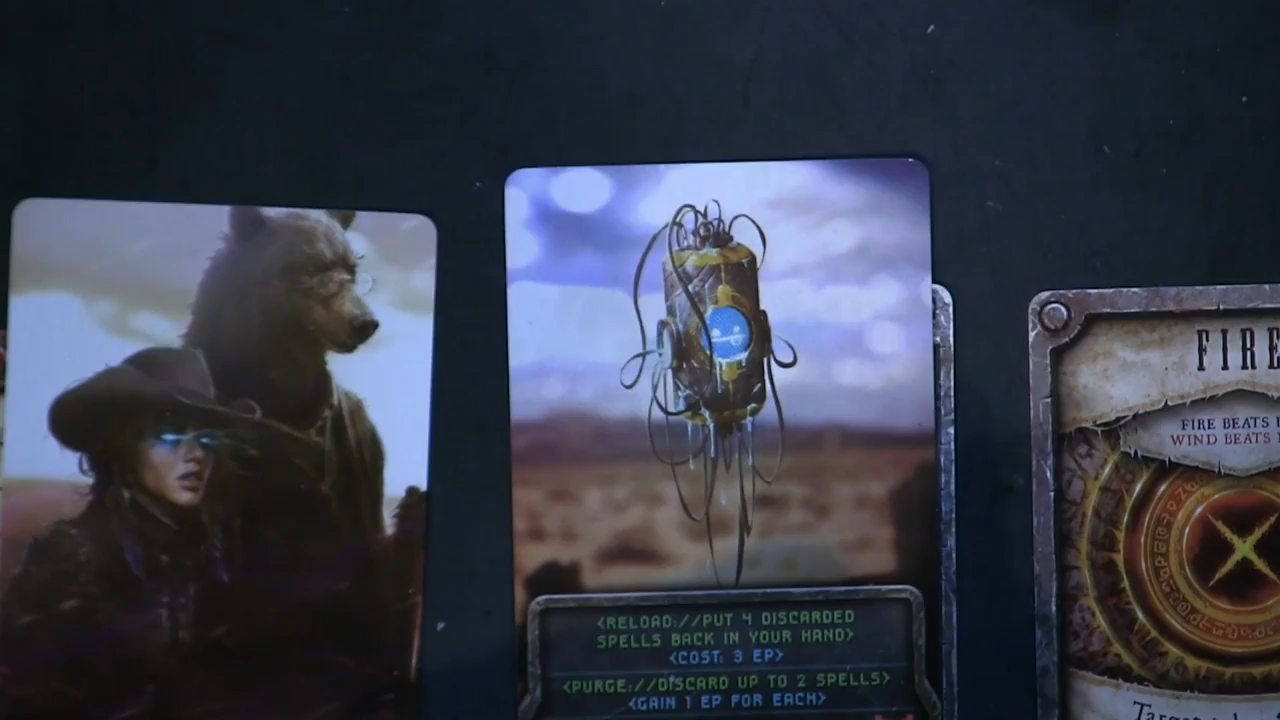 <RELOAD://PUT 4 DISCARDED
SPELLS BACK IN YOUR HAND>
<COST: 3 EP>
<PURGE://DISCARD UP TO 2 SPELLS>
<GAIN 1 EP FOR EACH>
FIRE
FIRE BEATS
WIND BEATS